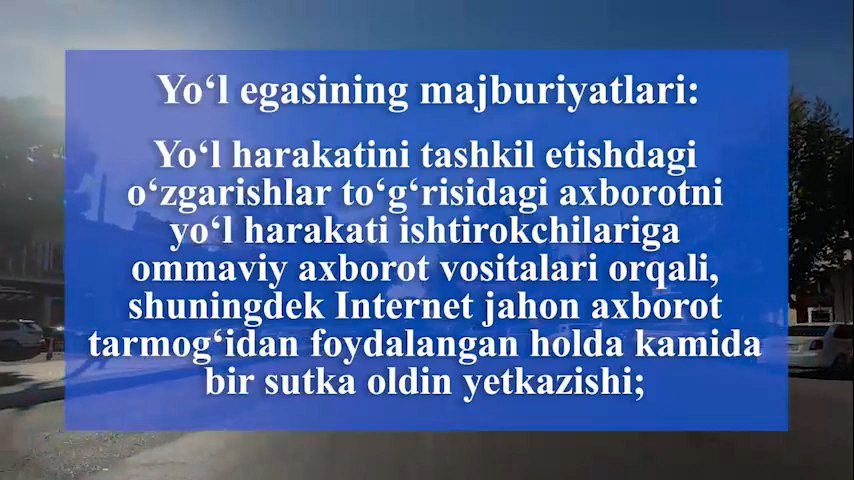 Yo‘l egasining majburiyatlari:
Yo‘l harakatini tashkil etishdagi
o‘zgarishlar to‘g‘risidagi axborotni
yo‘l harakati ishtirokchilariga
ommaviy axborot vositalari orqali,
shuningdek Internet jahon axborot
tarmog‘idan foydalangan holda kamida
bir sutka oldin yetkazishi;